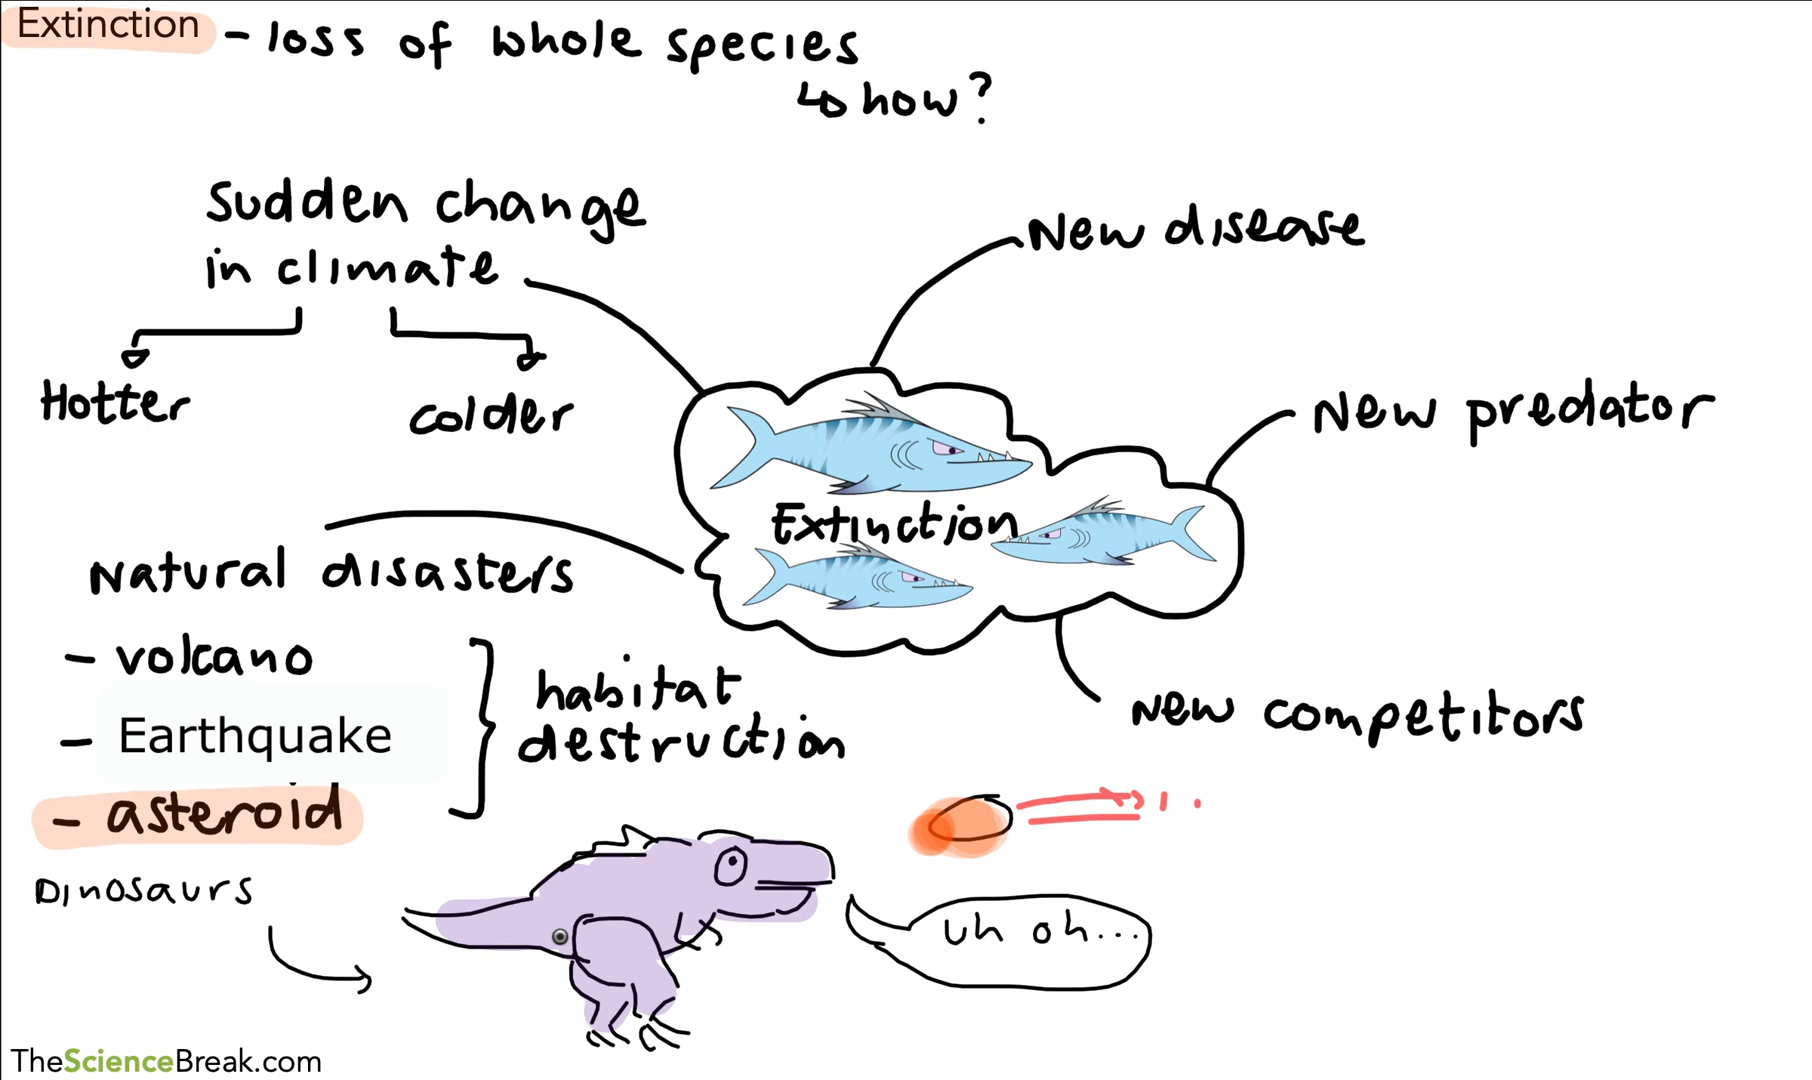 Extinction - loss of whole species
↳ how?
Sudden change
in climate
Hotter
colder
New disease
New predator
Extinction
Natural disasters
- volcano
- Earthquake
- asteroid
habitat
destruction
New competitors
Dinosaurs
uh oh...
TheScienceBreak.com